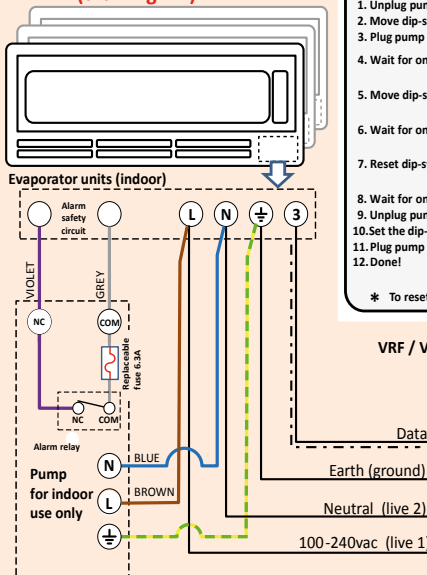 1. Unplug pum
2. Move dip-s
3. Plug pump
4. Wait for on
5. Move dip-s
6. Wait for on
7. Reset dip-s
8. Wait for on
9. Unplug pum
10.Set the dip-
11. Plug pump
12. Done!
* To reset
Evaporator units (indoor)
Alarm
safety
circuit
L
N
3
VIOLET
GREY
NC
COM
Replaceable
fuse 6.3A
NC
COM
Alarm relay
VRF / V
Pump
for indoor
use only
N
BLUE
L
BROWN
Data
Earth (ground)
Neutral (live 2)
100-240vac (live 1)